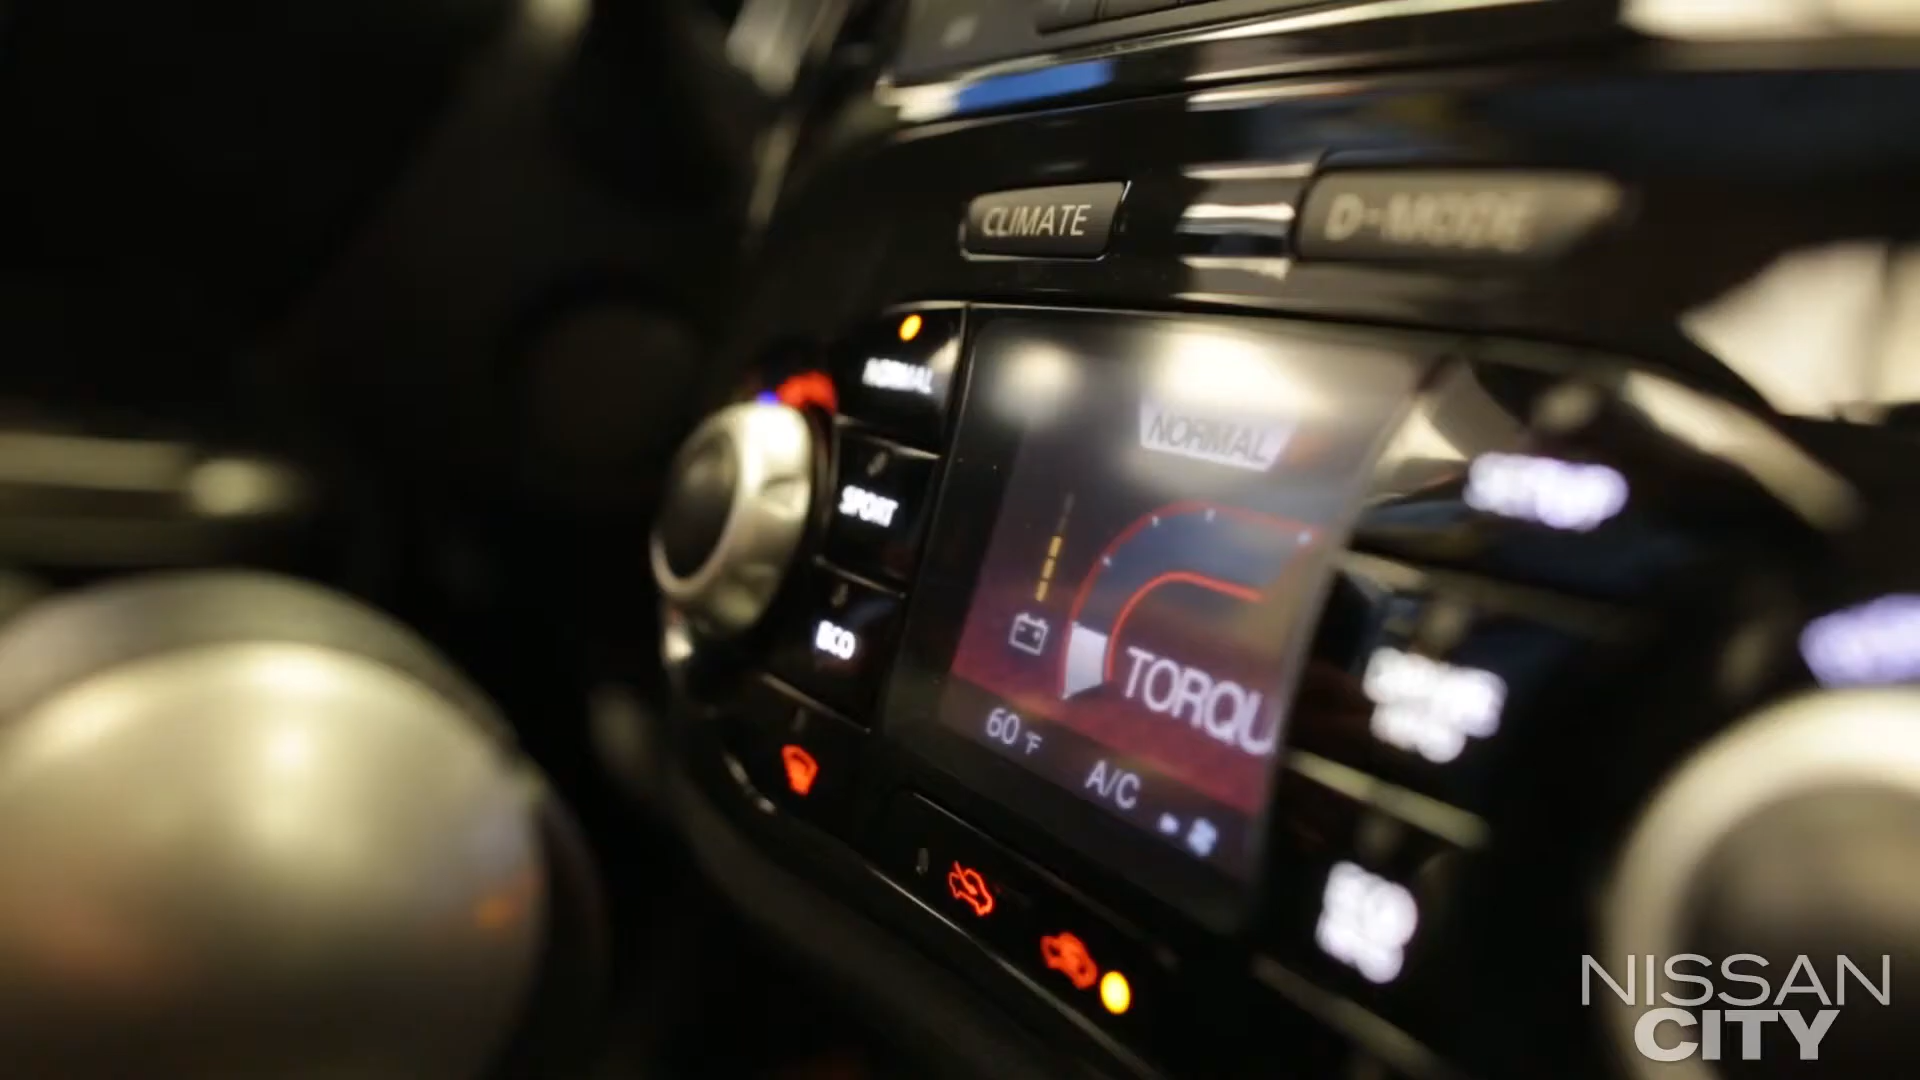 CLIMATE
D-MODE
NORMAL
NORMAL
SPORT
ECO
TORQU
60 °F
A/C
NISSAN
CITY